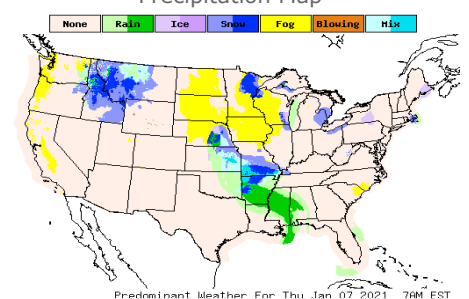 Precipitation Map
None Rain Ice Snow Fog Blowing Mix
Predominant Weather For Thu Jan 07 2021 7AM EST